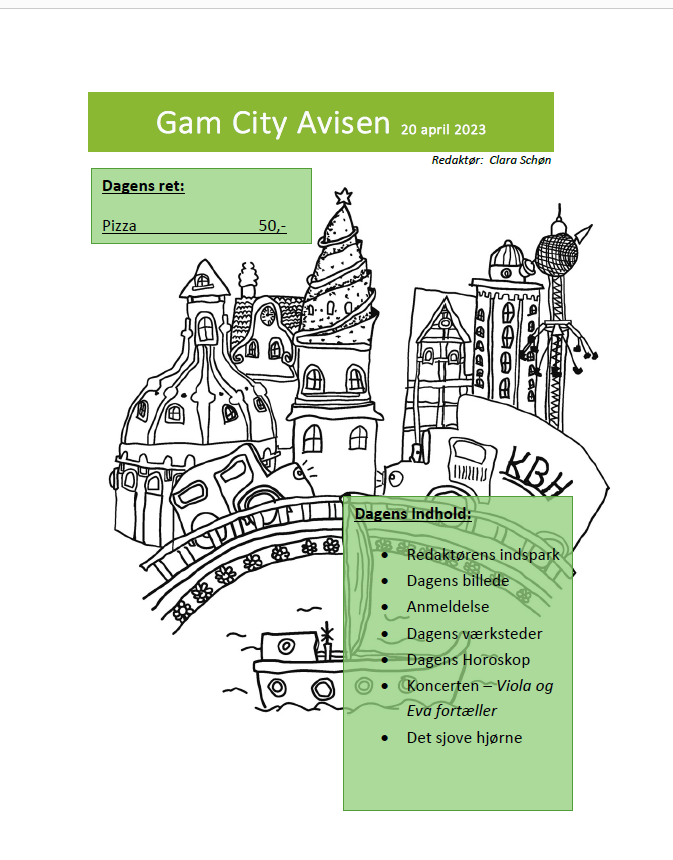 Gam City Avisen 20 april 2023
Redaktør: Clara Schøn
Dagens ret:
Pizza 50,-
KBH
Dagens indhold:
• Redaktørens indspark
• Dagens billede
• Anmeldelse
• Dagens værksteder
• Dagens Horoskop
• Koncerten – Viola og
Eva fortæller
• Det sjove hjørne